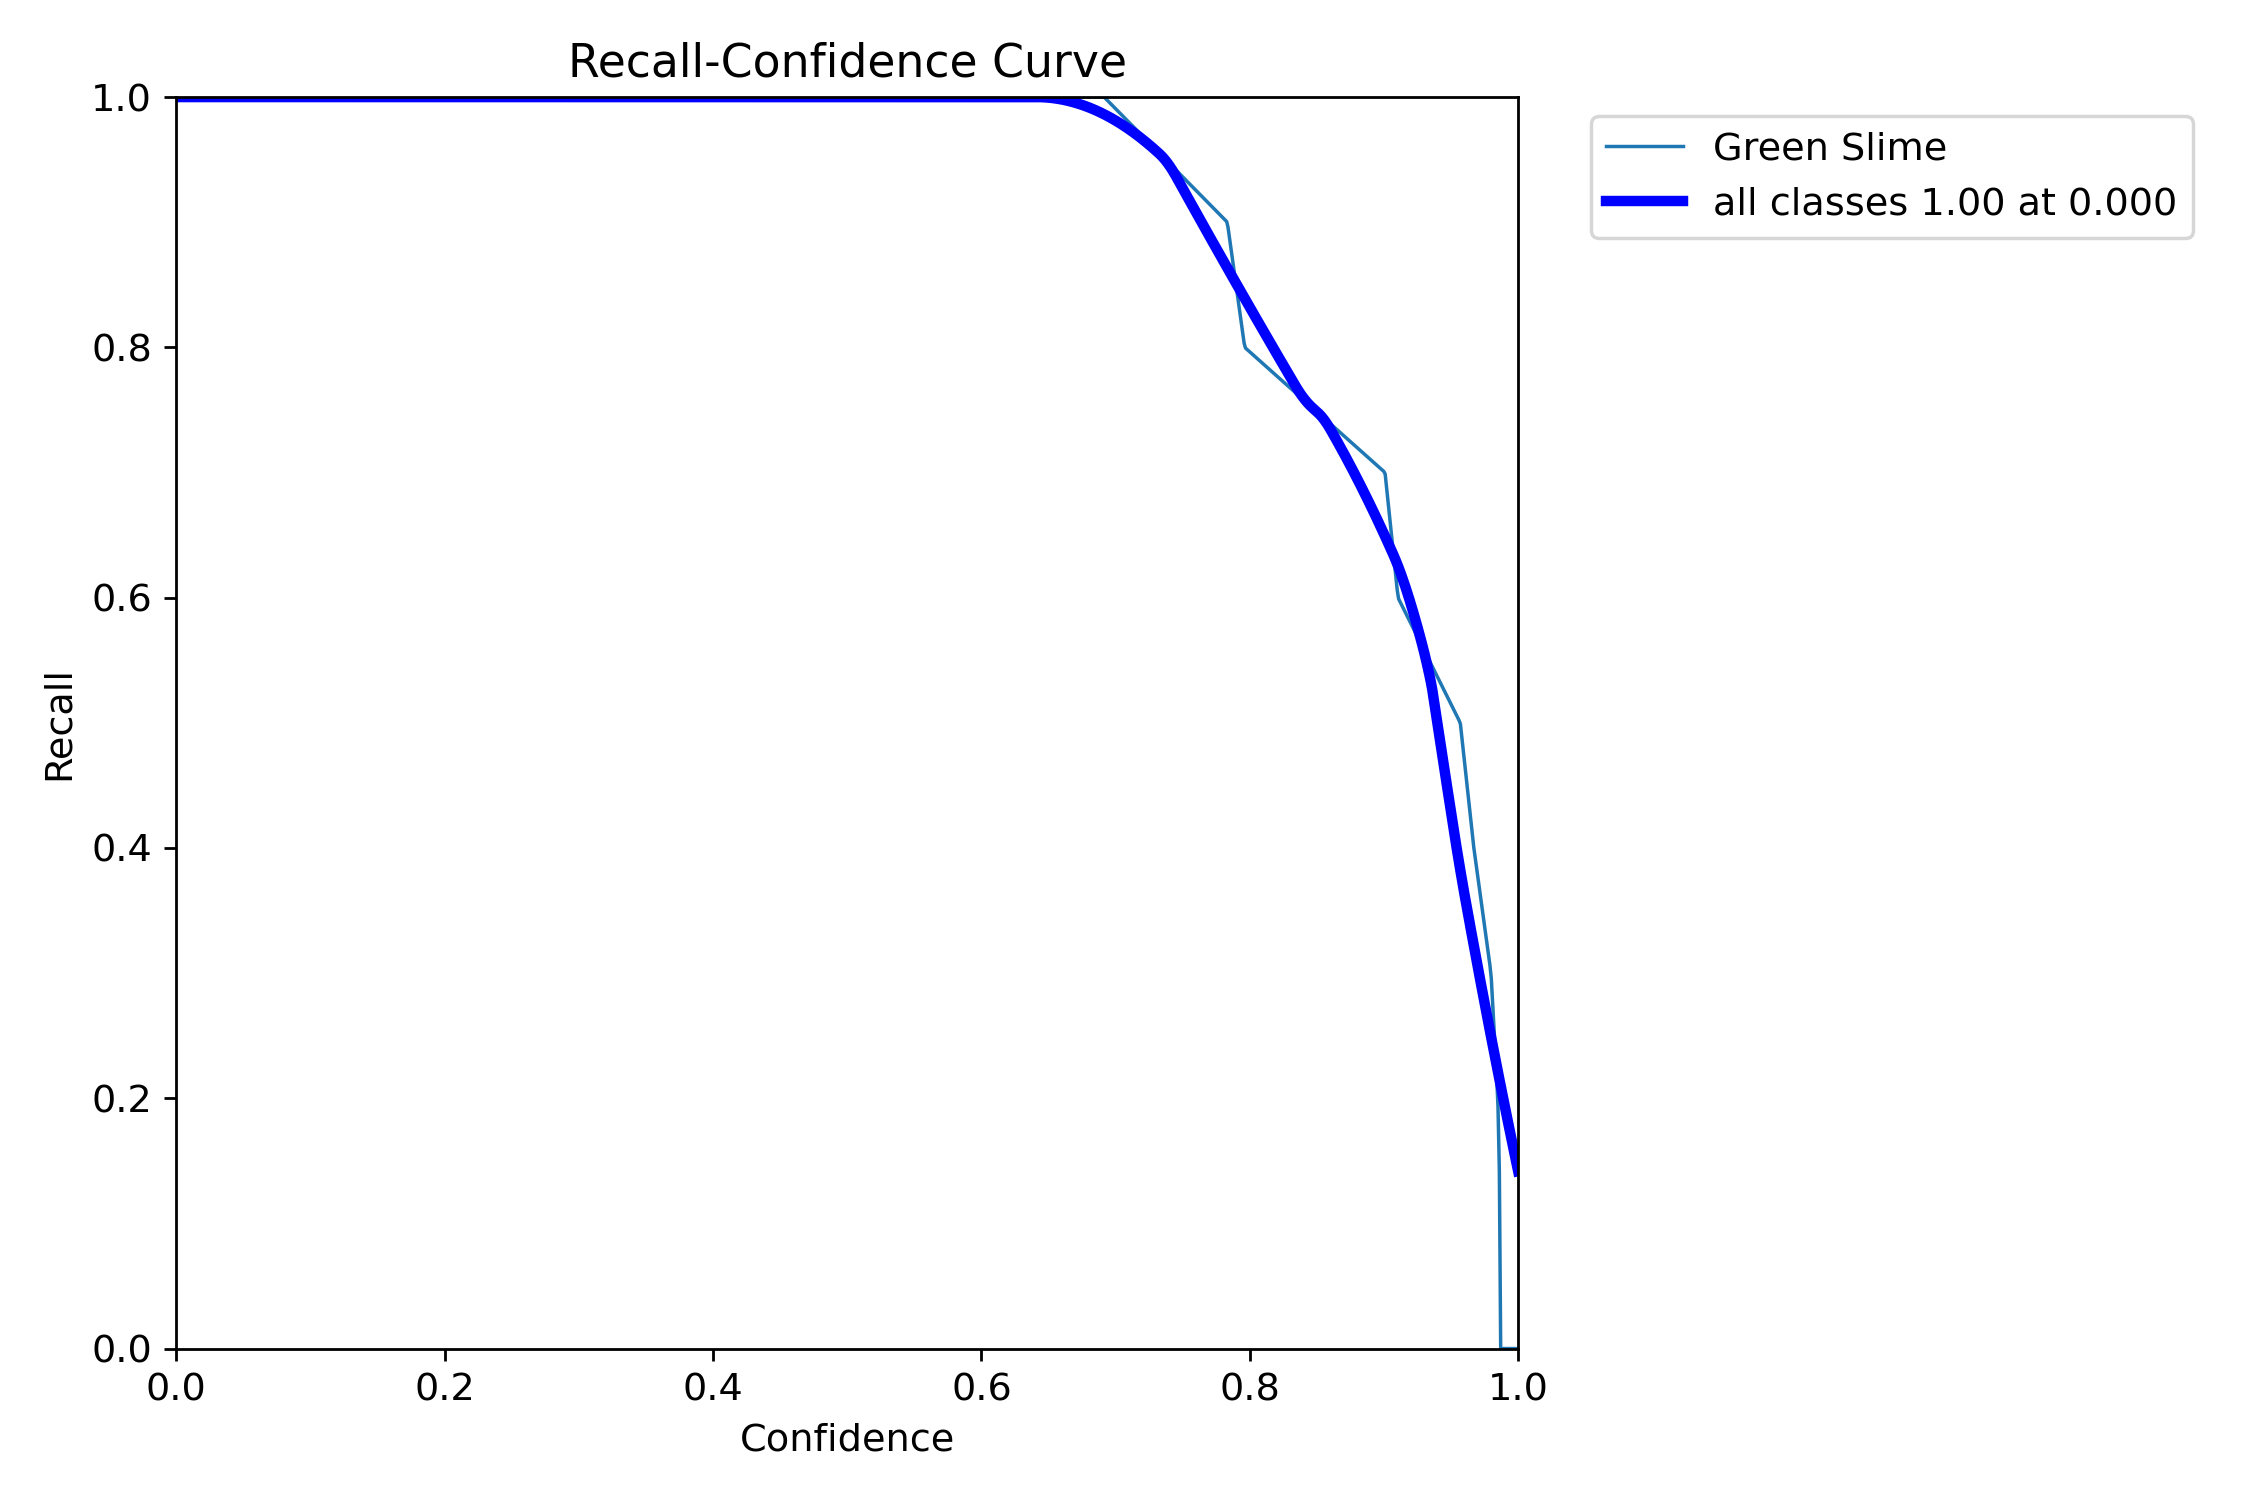 Recall-Confidence Curve
1.0
0.8
0.6
0.4
0.2
0.0
Recall
0.0 0.2 0.4 0.6 0.8 1.0
Confidence
Green Slime
all classes 1.00 at 0.000